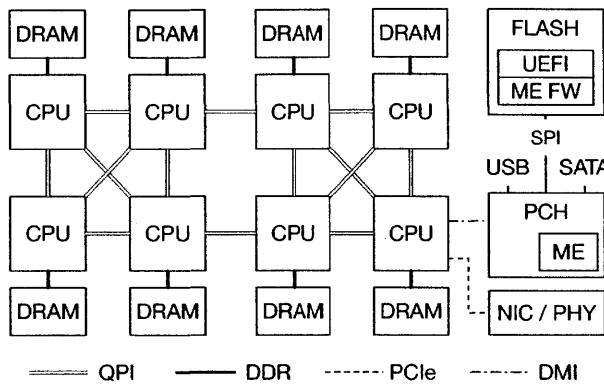 DRAM DRAM DRAM DRAM FLASH
UEFI
ME FW
CPU CPU CPU CPU
SPI
USB SATA
CPU CPU CPU CPU PCH
ME
DRAM DRAM DRAM DRAM NIC / PHY
QPI DDR PCIe DMI